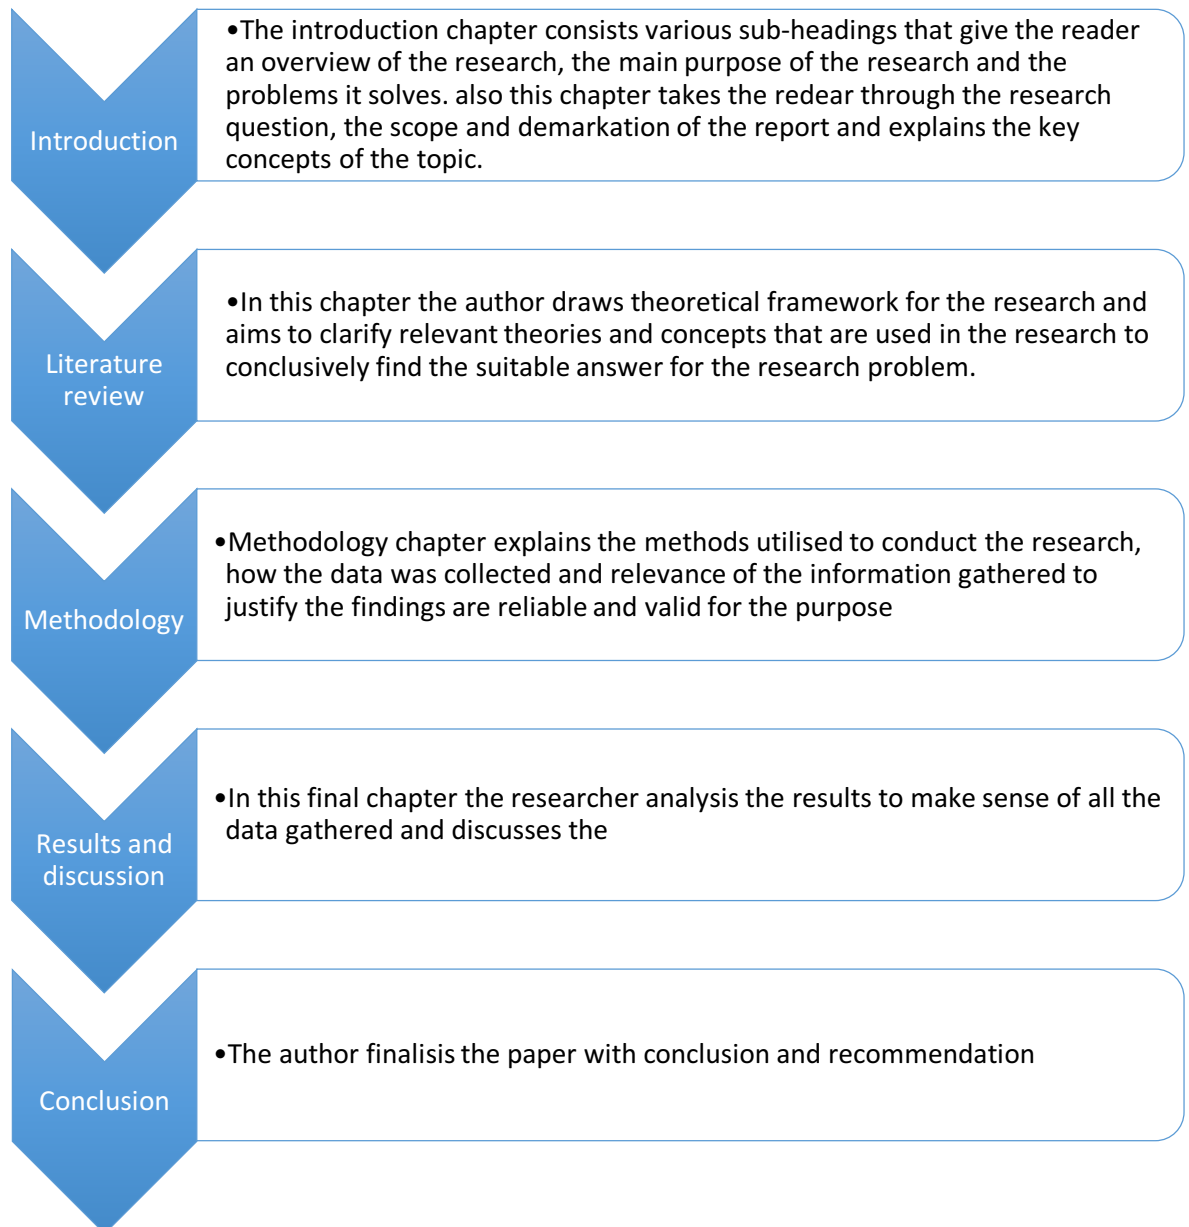 Introduction
•The introduction chapter consists various sub-headings that give the reader
an overview of the research, the main purpose of the research and the
problems it solves. also this chapter takes the redear through the research
question, the scope and demarkation of the report and explains the key
concepts of the topic.
Literature
review
•In this chapter the author draws theoretical framework for the research and
aims to clarify relevant theories and concepts that are used in the research to
conclusively find the suitable answer for the research problem.
Methodology
•Methodology chapter explains the methods utilised to conduct the research,
how the data was collected and relevance of the information gathered to
justify the findings are reliable and valid for the purpose
Results and
discussion
•In this final chapter the researcher analysis the results to make sense of all the
data gathered and discusses the
Conclusion
•The author finalisis the paper with conclusion and recommendation